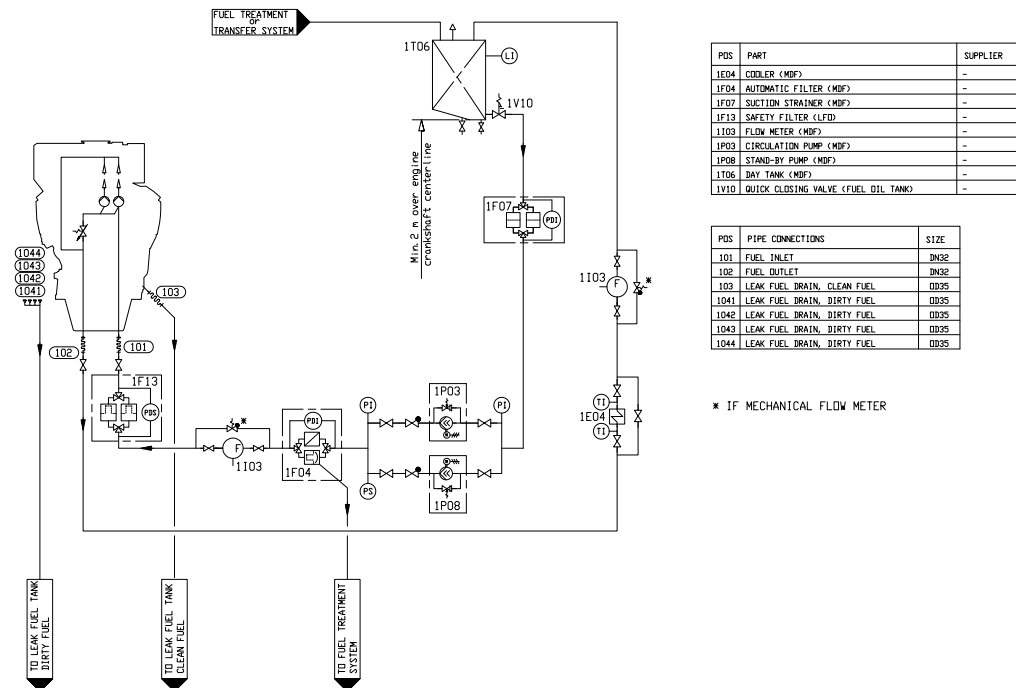 FUEL TREATMENT
or
TRANSFER SYSTEM
1T06
LI
1V10
Min. 2 m over engine
crankshaft centerline
1F07
PDI
1I03
F
*
1044
1043
1042
1041
103
102
101
1F13
PDS
TI
1E04
TI
PI
1P03
PI
*
F
1I03
PDI
1F04
PS
1P08
TO LEAK FUEL TANK
DIRTY FUEL
TO LEAK FUEL TANK
CLEAN FUEL
TO FUEL TREATMENT
SYSTEM
POS PART SUPPLIER
1E04 COOLER (MDF) -
1F04 AUTOMATIC FILTER (MDF) -
1F07 SUCTION STRAINER (MDF) -
1F13 SAFETY FILTER (LFO) -
1I03 FLOW METER (MDF) -
1P03 CIRCULATION PUMP (MDF) -
1P08 STAND-BY PUMP (MDF) -
1T06 DAY TANK (MDF) -
1V10 QUICK CLOSING VALVE (FUEL OIL TANK) -
POS PIPE CONNECTIONS SIZE
101 FUEL INLET DN32
102 FUEL OUTLET DN32
103 LEAK FUEL DRAIN, CLEAN FUEL OD35
1041 LEAK FUEL DRAIN, DIRTY FUEL OD35
1042 LEAK FUEL DRAIN, DIRTY FUEL OD35
1043 LEAK FUEL DRAIN, DIRTY FUEL OD35
1044 LEAK FUEL DRAIN, DIRTY FUEL OD35
* IF MECHANICAL FLOW METER